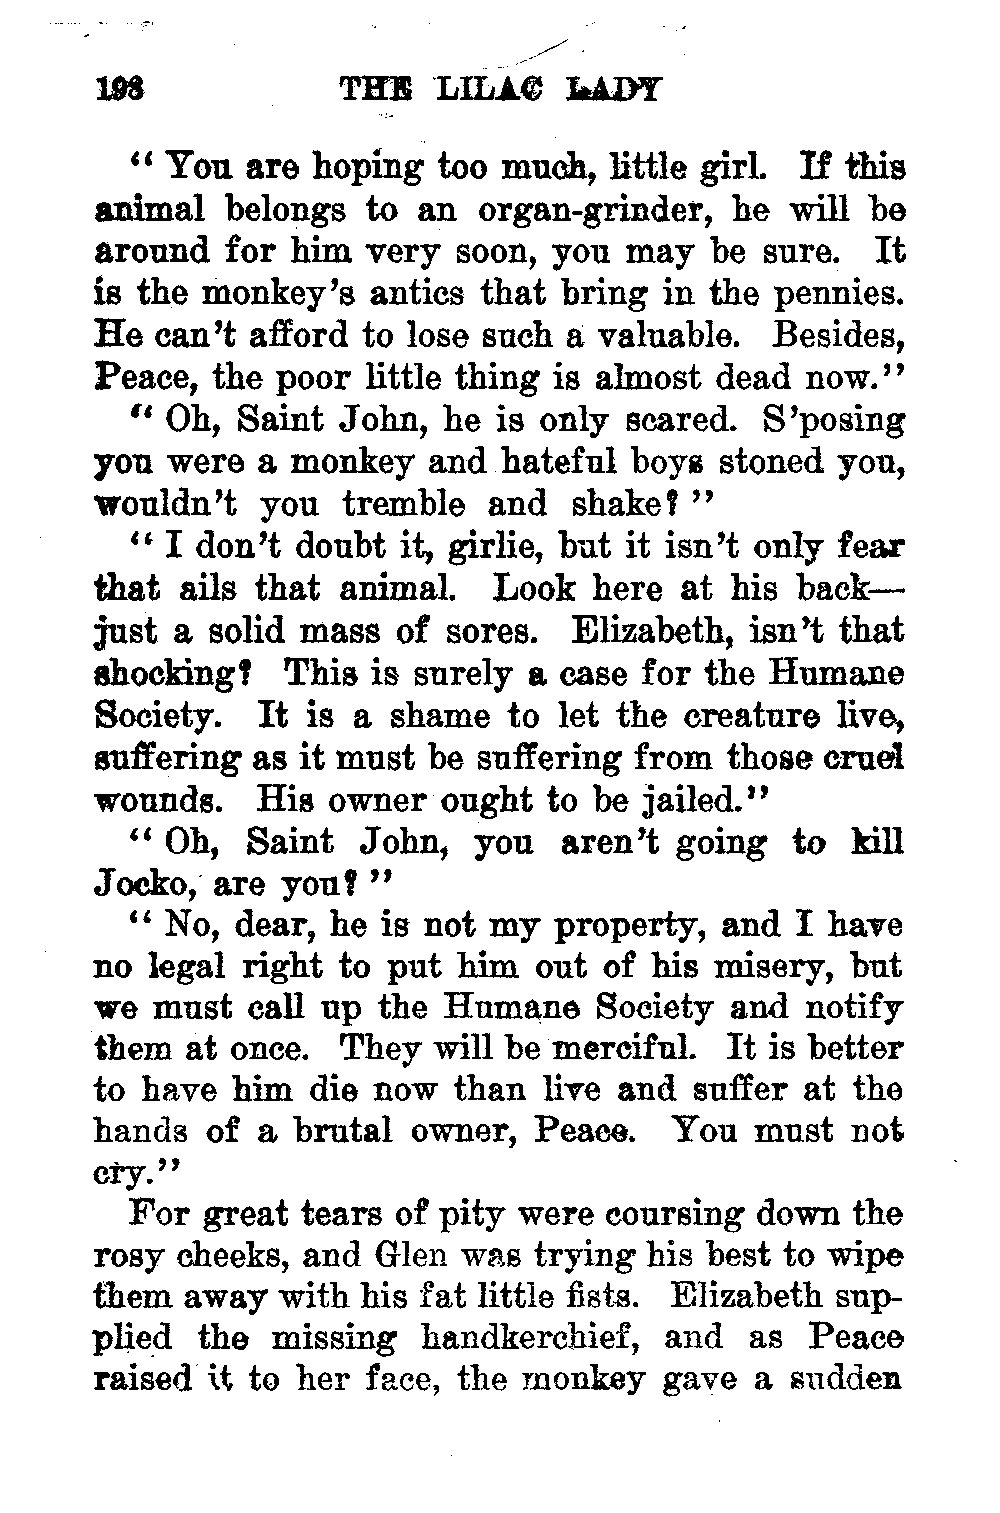 198 THE LILAC LADY
“ You are hoping too much, little girl. If this
animal belongs to an organ-grinder, he will be
around for him very soon, you may be sure. It
is the monkey’s antics that bring in the pennies.
He can’t afford to lose such a valuable. Besides,
Peace, the poor little thing is almost dead now.”
“ Oh, Saint John, he is only scared. S’posing
you were a monkey and hateful boys stoned you,
wouldn’t you tremble and shake? ”
“ I don’t doubt it, girlie, but it isn’t only fear
that ails that animal. Look here at his back—
just a solid mass of sores. Elizabeth, isn’t that
shocking? This is surely a case for the Humane
Society. It is a shame to let the creature live,
suffering as it must be suffering from those cruel
wounds. His owner ought to be jailed.”
“ Oh, Saint John, you aren’t going to kill
Jocko, are you? ”
“ No, dear, he is not my property, and I have
no legal right to put him out of his misery, but
we must call up the Humane Society and notify
them at once. They will be merciful. It is better
to have him die now than live and suffer at the
hands of a brutal owner, Peace. You must not
cry.”
For great tears of pity were coursing down the
rosy cheeks, and Glen was trying his best to wipe
them away with his fat little fists. Elizabeth sup-
plied the missing handkerchief, and as Peace
raised it to her face, the monkey gave a sudden